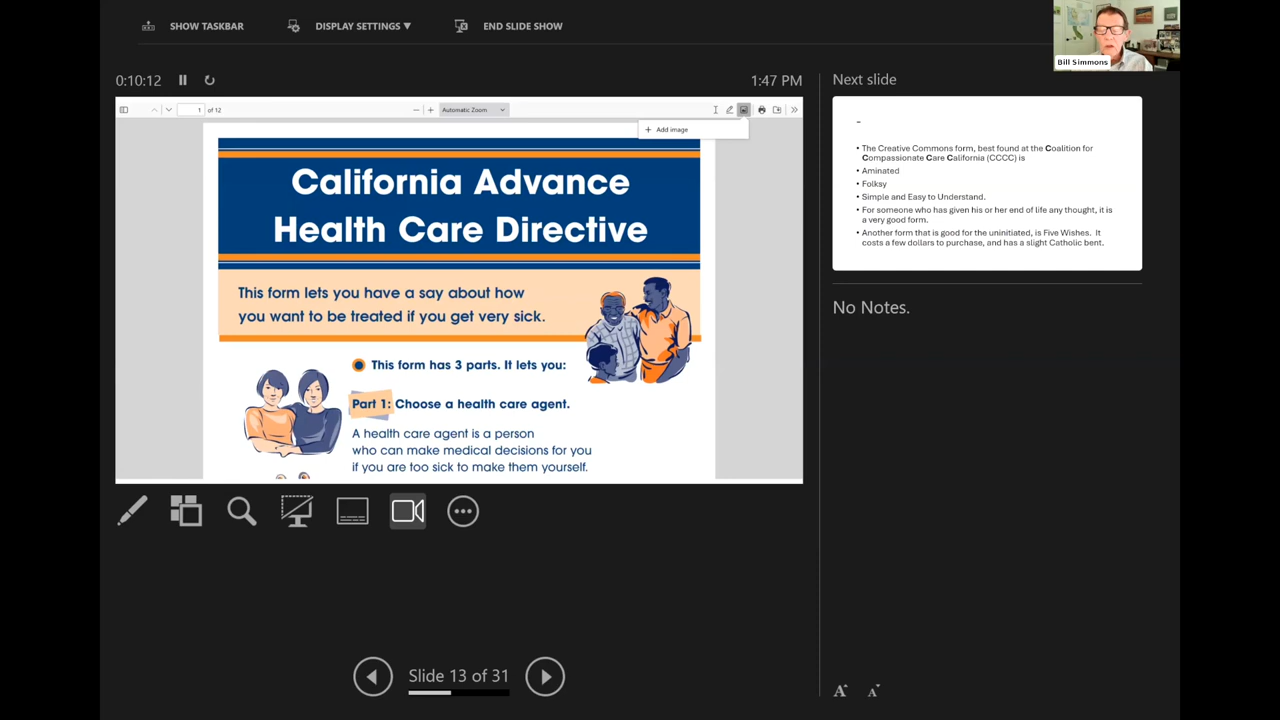 SHOW TASKBAR
DISPLAY SETTINGS ▼
END SLIDE SHOW
Bill Simmons
0:10:12
1:47 PM
Next slide
1 of 12
Automatic Zoom
Add image
California Advance
Health Care Directive
This form lets you have a say about how
you want to be treated if you get very sick.
This form has 3 parts. It lets you:
Part 1: Choose a health care agent.
A health care agent is a person
who can make medical decisions for you
if you are too sick to make them yourself.
-
• The Creative Commons form, best found at the Coalition for
Compassionate Care California (CCCC) is
• Aminated
• Folksy
• Simple and Easy to Understand.
• For someone who has given his or her end of life any thought, it is
a very good form.
• Another form that is good for the uninitiated, is Five Wishes. It
costs a few dollars to purchase, and has a slight Catholic bent.
No Notes.
Slide 13 of 31
A A